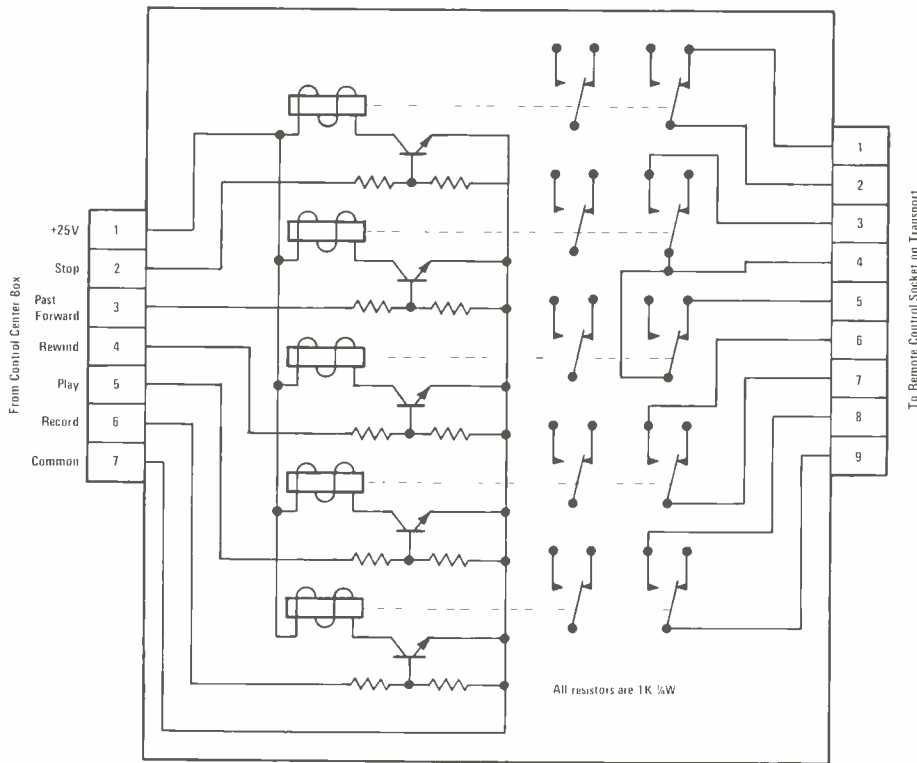 From Control Center Box
+25V 1
Stop 2
Past
Forward 3
Rewind 4
Play 5
Record 6
Common 7
1
2
3
4
5
6
7
8
9
To Remote Control Socket on Transport
All resistors are 1K ¼W